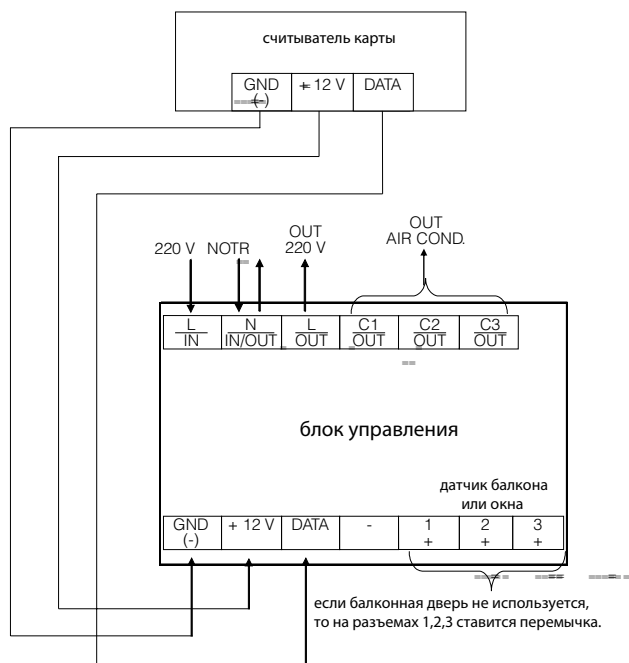 считыватель карты
GND (-) + 12 V DATA
220 V NOTR OUT 220 V OUT AIR COND.
L IN N IN/OUT L OUT C1 OUT C2 OUT C3 OUT
блок управления
датчик балкона
или окна
GND (-) + 12 V DATA - 1 + 2 + 3 +
если балконная дверь не используется,
то на разъемах 1,2,3 ставится перемычка.